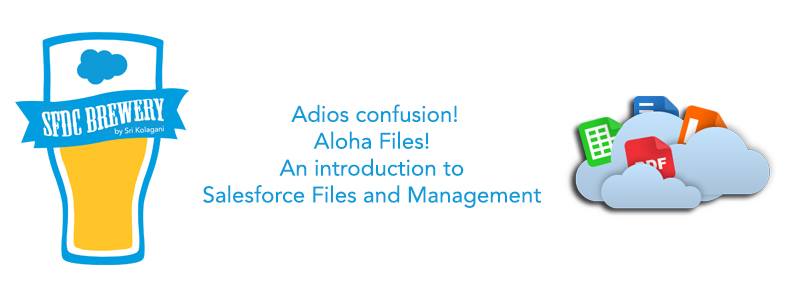 SFDC BREWERY
by Sri Kolagani
Adios confusion!
Aloha Files!
An introduction to
Salesforce Files and Management
PDF